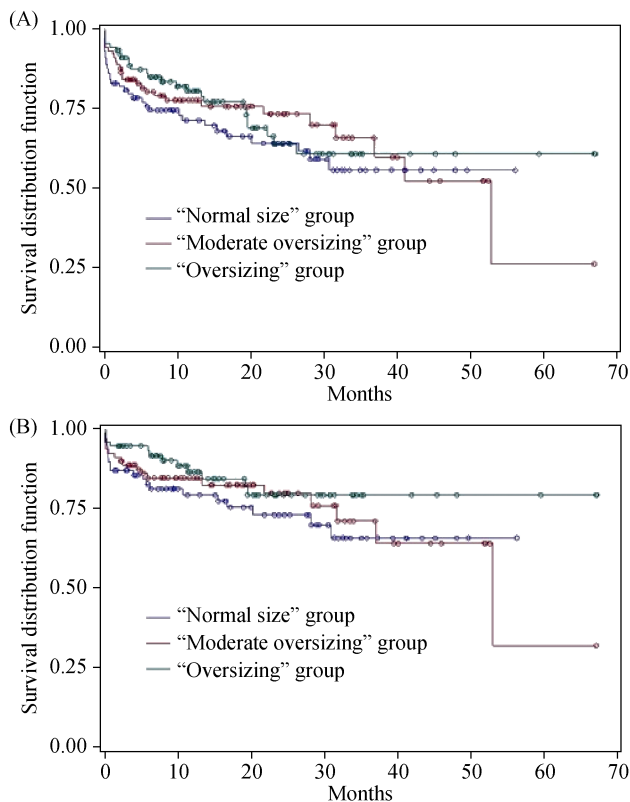 (A)
1.00
0.75
0.50
0.25
0.00
Survival distribution function
“Normal size” group
“Moderate oversizing” group
“Oversizing” group
0 10 20 30 40 50 60 70
Months
(B)
1.00
0.75
0.50
0.25
0.00
Survival distribution function
“Normal size” group
“Moderate oversizing” group
“Oversizing” group
0 10 20 30 40 50 60 70
Months